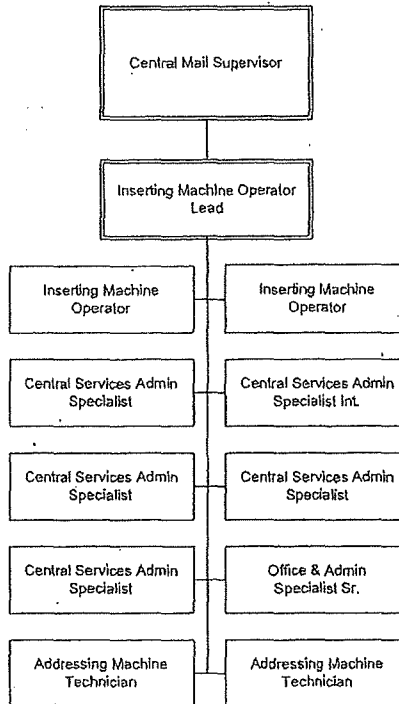 Central Mail Supervisor
Inserting Machine Operator
Lead
Inserting Machine
Operator
Inserting Machine
Operator
Central Services Admin
Specialist
Central Services Admin
Specialist Int.
Central Services Admin
Specialist
Central Services Admin
Specialist
Central Services Admin
Specialist
Office & Admin
Specialist Sr.
Addressing Machine
Technician
Addressing Machine
Technician